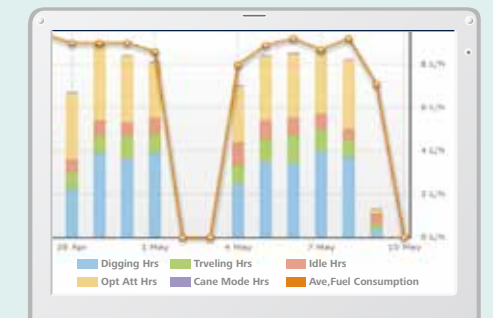 8 L/h
6 L/h
4 L/h
0 L/h
28 Apr 1 May 4 May 7 May 10 May
Digging Hrs Trveling Hrs Idle Hrs
Opt Att Hrs Cane Mode Hrs Ave,Fuel Consumption